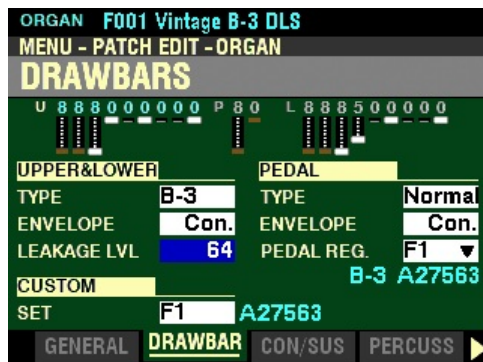 ORGAN F001 Vintage B-3 DLS
MENU - PATCH EDIT - ORGAN
DRAWBARS
U 888000000 P 80 L 888500000
UPPER&LOWER PEDAL
TYPE B-3 TYPE Normal
ENVELOPE Con. ENVELOPE Con.
LEAKAGE LVL 64 PEDAL REG. F1 ▼
B-3 A27563
CUSTOM
SET F1 A27563
GENERAL DRAWBAR CON/SUS PERCUSS